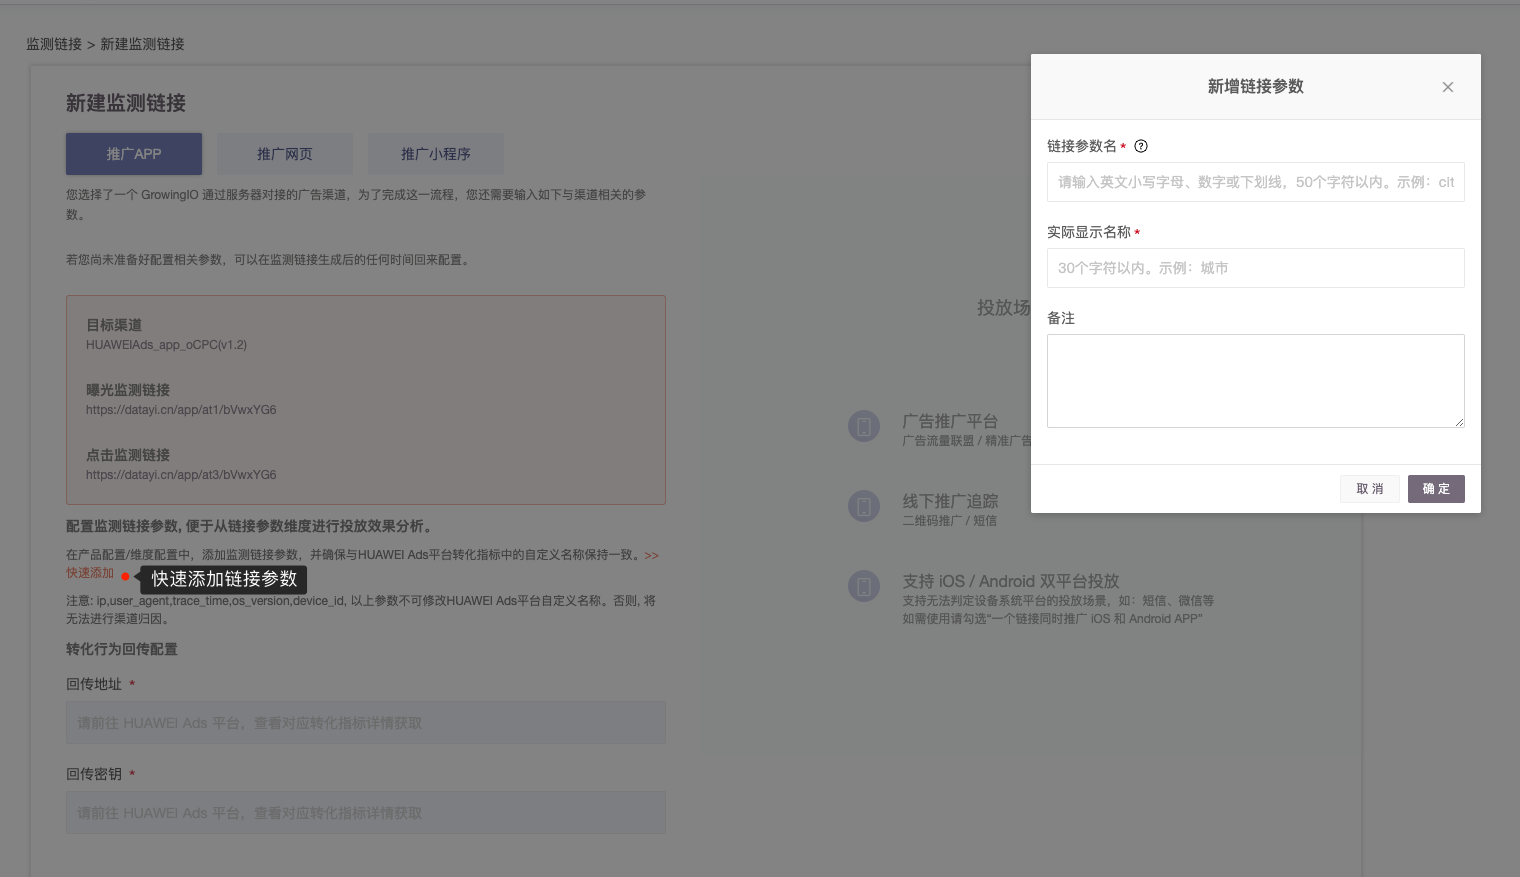 监测链接 > 新建监测链接
新建监测链接
推广APP
推广网页
推广小程序
您选择了一个 GrowingIO 通过服务器对接的广告渠道，为了完成这一流程，您还需要输入如下与渠道相关的参
数。
若您尚未准备好配置相关参数，可以在监测链接生成后的任何时间回来配置。
目标渠道
HUAWEIAds_app_oCPC(v1.2)
曝光监测链接
https://datayi.cn/app/at1/bVwxYG6
点击监测链接
https://datayi.cn/app/at3/bVwxYG6
配置监测链接参数, 便于从链接参数维度进行投放效果分析。
在产品配置/维度配置中，添加监测链接参数，并确保与HUAWEI Ads平台转化指标中的自定义名称保持一致。>>
快速添加
快速添加链接参数
注意: ip,user_agent,trace_time,os_version,device_id, 以上参数不可修改HUAWEI Ads平台自定义名称。否则, 将
无法进行渠道归因。
转化行为回传配置
回传地址 *
请前往 HUAWEI Ads 平台，查看对应转化指标详情获取
回传密钥 *
请前往 HUAWEI Ads 平台，查看对应转化指标详情获取
投放场
广告推广平台
广告流量联盟 / 精准广告
线下推广追踪
二维码推广 / 短信
支持 iOS / Android 双平台投放
支持无法判定设备系统平台的投放场景，如：短信、微信等
如需使用请勾选“一个链接同时推广 iOS 和 Android APP”
新增链接参数
链接参数名 *
请输入英文小写字母、数字或下划线，50个字符以内。示例：cit
实际显示名称 *
30个字符以内。示例：城市
备注
取 消
确 定